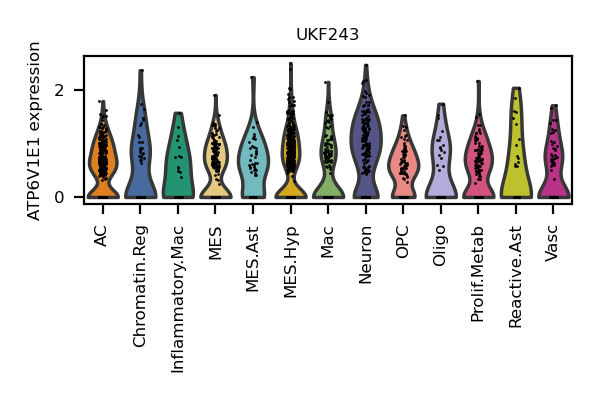 UKF243
ATP6V1E1 expression
2
0
AC
Chromatin.Reg
Inflammatory.Mac
MES
MES.Ast
MES.Hyp
Mac
Neuron
OPC
Oligo
Prolif.Metab
Reactive.Ast
Vasc